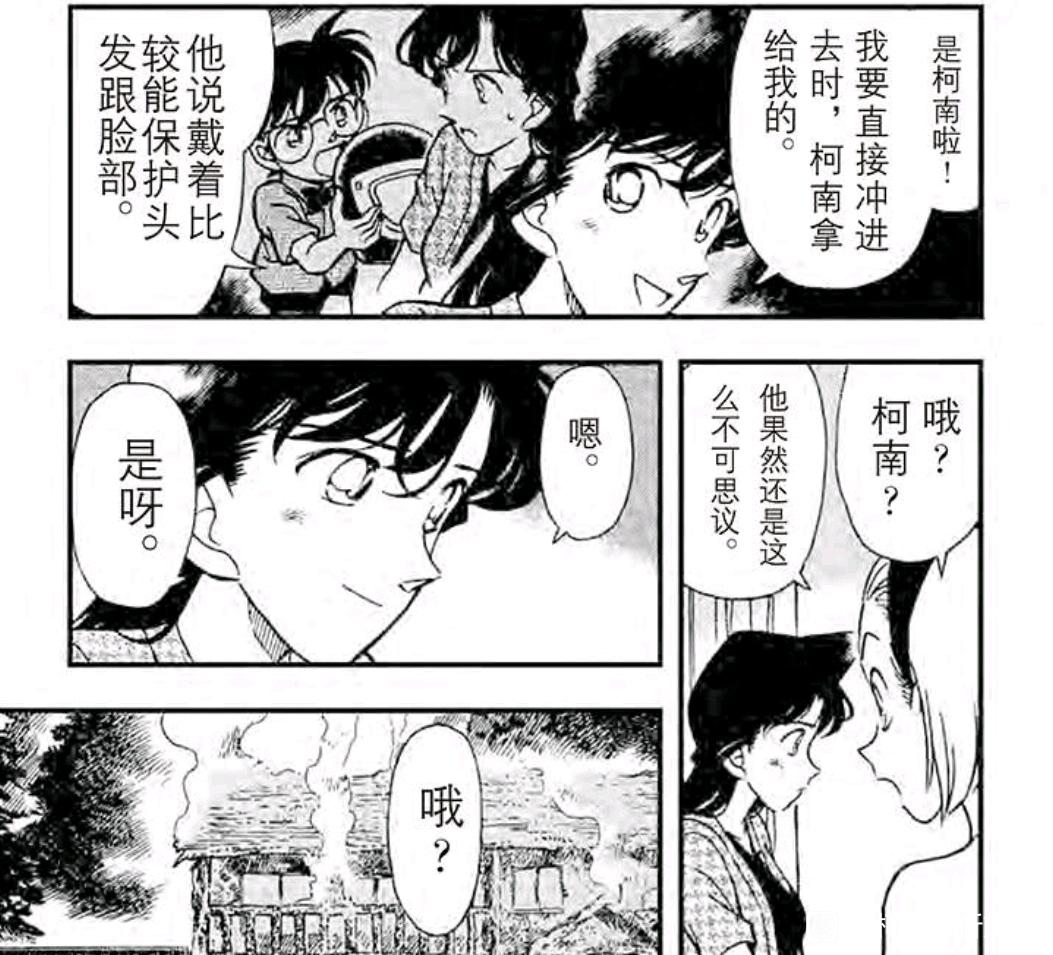 是柯南啦！
我要直接冲进
去时，柯南拿
给我的。
他说戴着比
较能保护头
发跟脸部。
哦？
柯南？
他果然还是这
么不可思议。
嗯。
是呀。
哦？